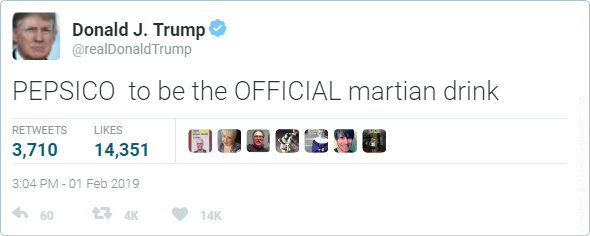 Donald J. Trump
@realDonaldTrump
PEPSICO  to be the OFFICIAL martian drink
RETWEETS LIKES
3,710 14,351
3:04 PM - 01 Feb 2019
60 4K 14K